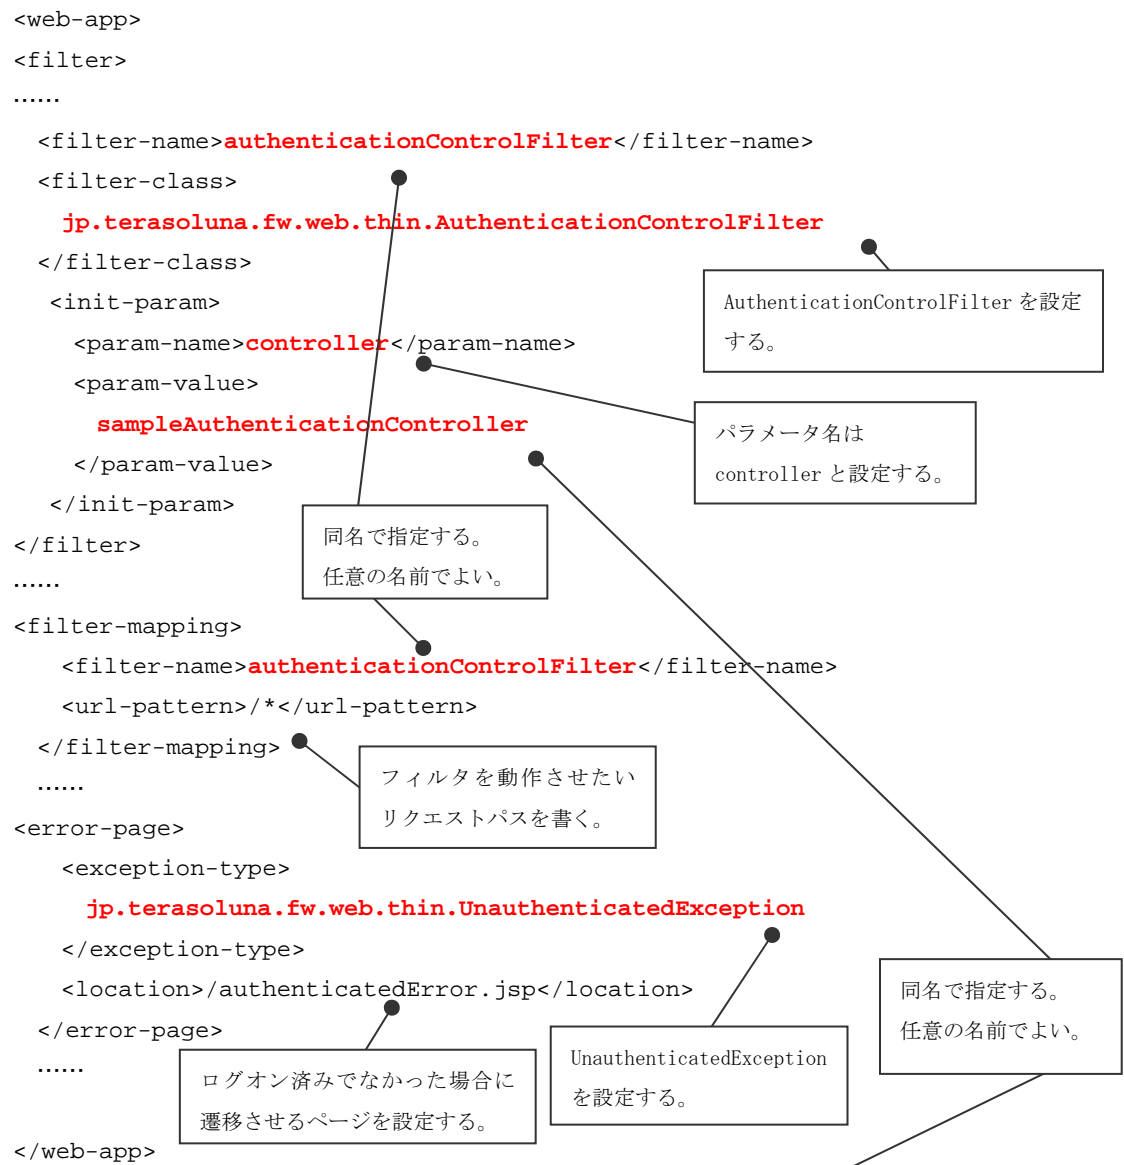 <web-app>
<filter>
……
<filter-name>authenticationControlFilter</filter-name>
<filter-class>
jp.terasoluna.fw.web.thin.AuthenticationControlFilter
</filter-class>
AuthenticationControlFilter を設定
する。
<init-param>
<param-name>controller</param-name>
<param-value>
sampleAuthenticationController
</param-value>
</init-param>
パラメータ名は
controller と設定する。
</filter>
同名で指定する。
任意の名前でよい。
……
<filter-mapping>
<filter-name>authenticationControlFilter</filter-name>
<url-pattern>/*</url-pattern>
</filter-mapping>
フィルタを動作させたい
リクエストパスを書く。
……
<error-page>
<exception-type>
jp.terasoluna.fw.web.thin.UnauthenticatedException
</exception-type>
<location>/authenticatedError.jsp</location>
</error-page>
同名で指定する。
任意の名前でよい。
UnauthenticatedException
を設定する。
ログオン済みでなかった場合に
遷移させるページを設定する。
……
</web-app>